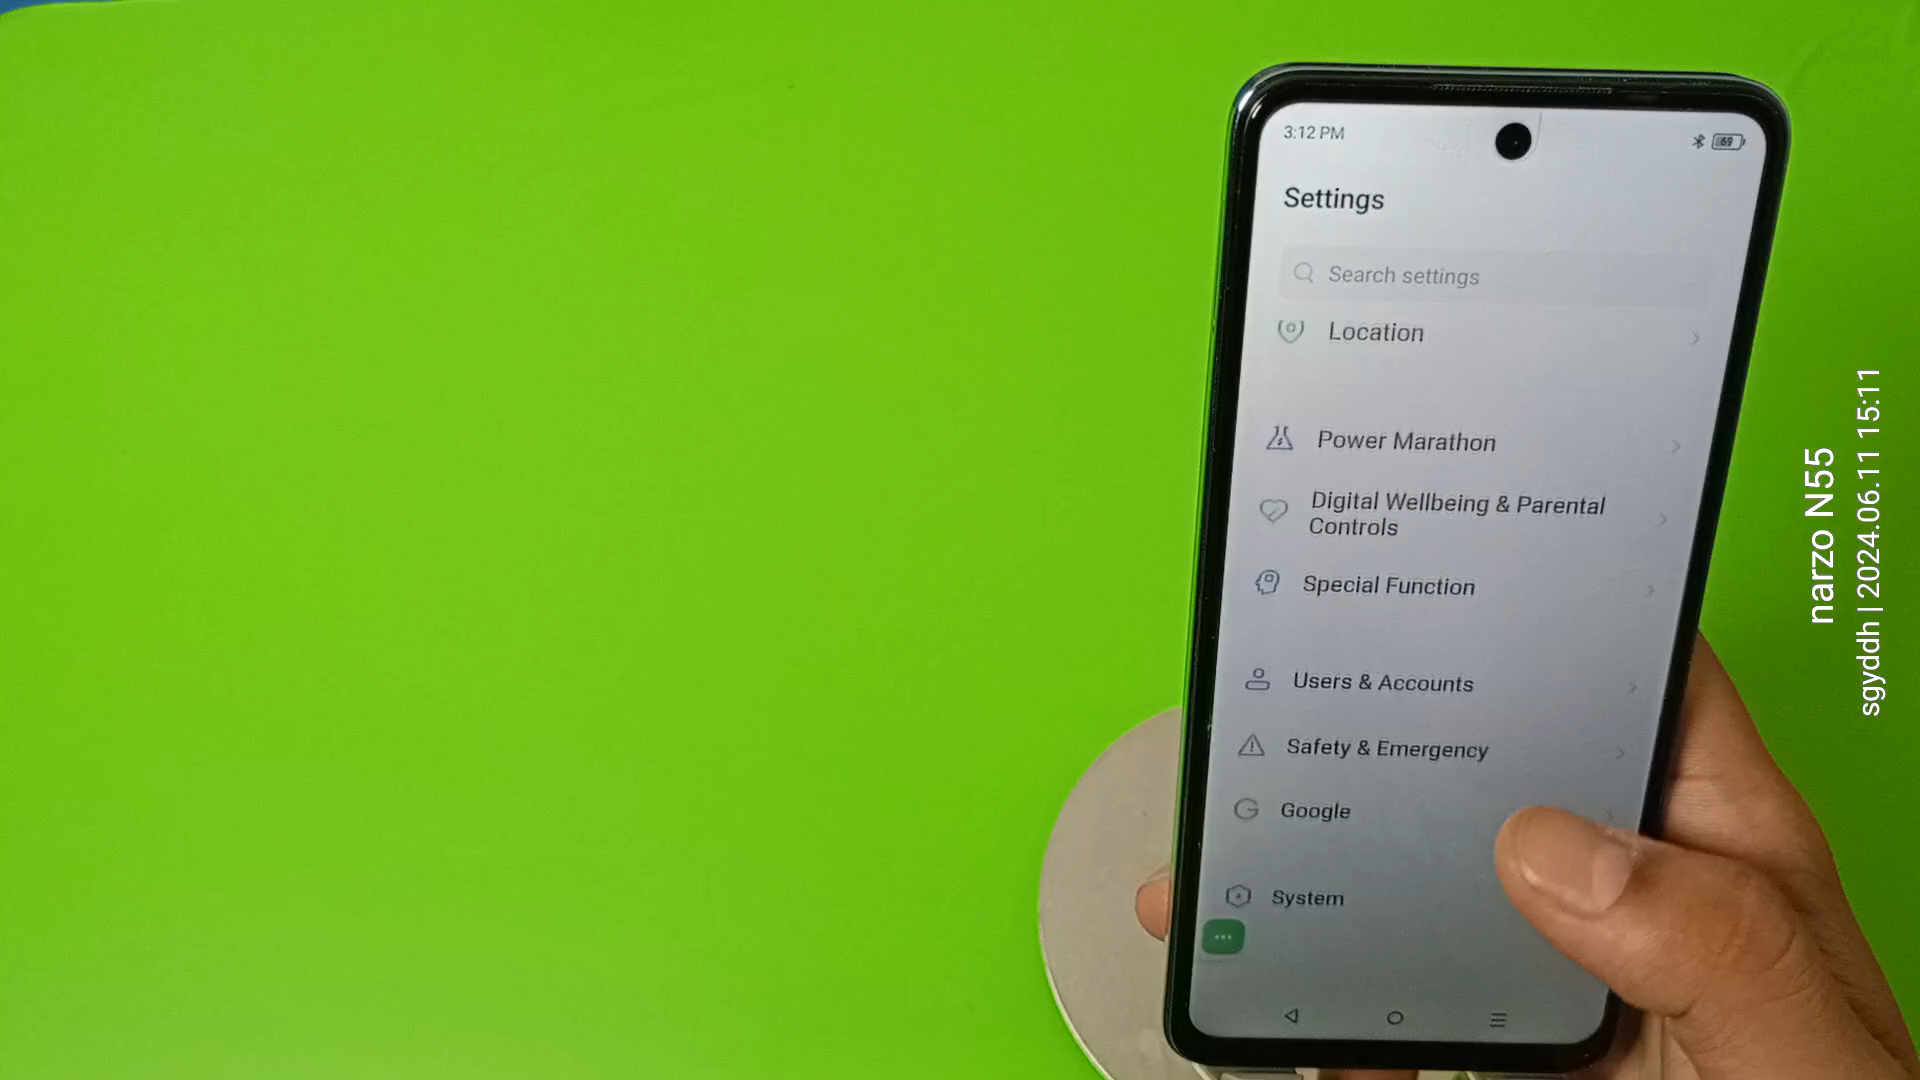 3:12 PM
69
Settings
Search settings
Location
Power Marathon
Digital Wellbeing & Parental
Controls
Special Function
Users & Accounts
Safety & Emergency
Google
System
narzo N55
sgyddh | 2024.06.11 15:11